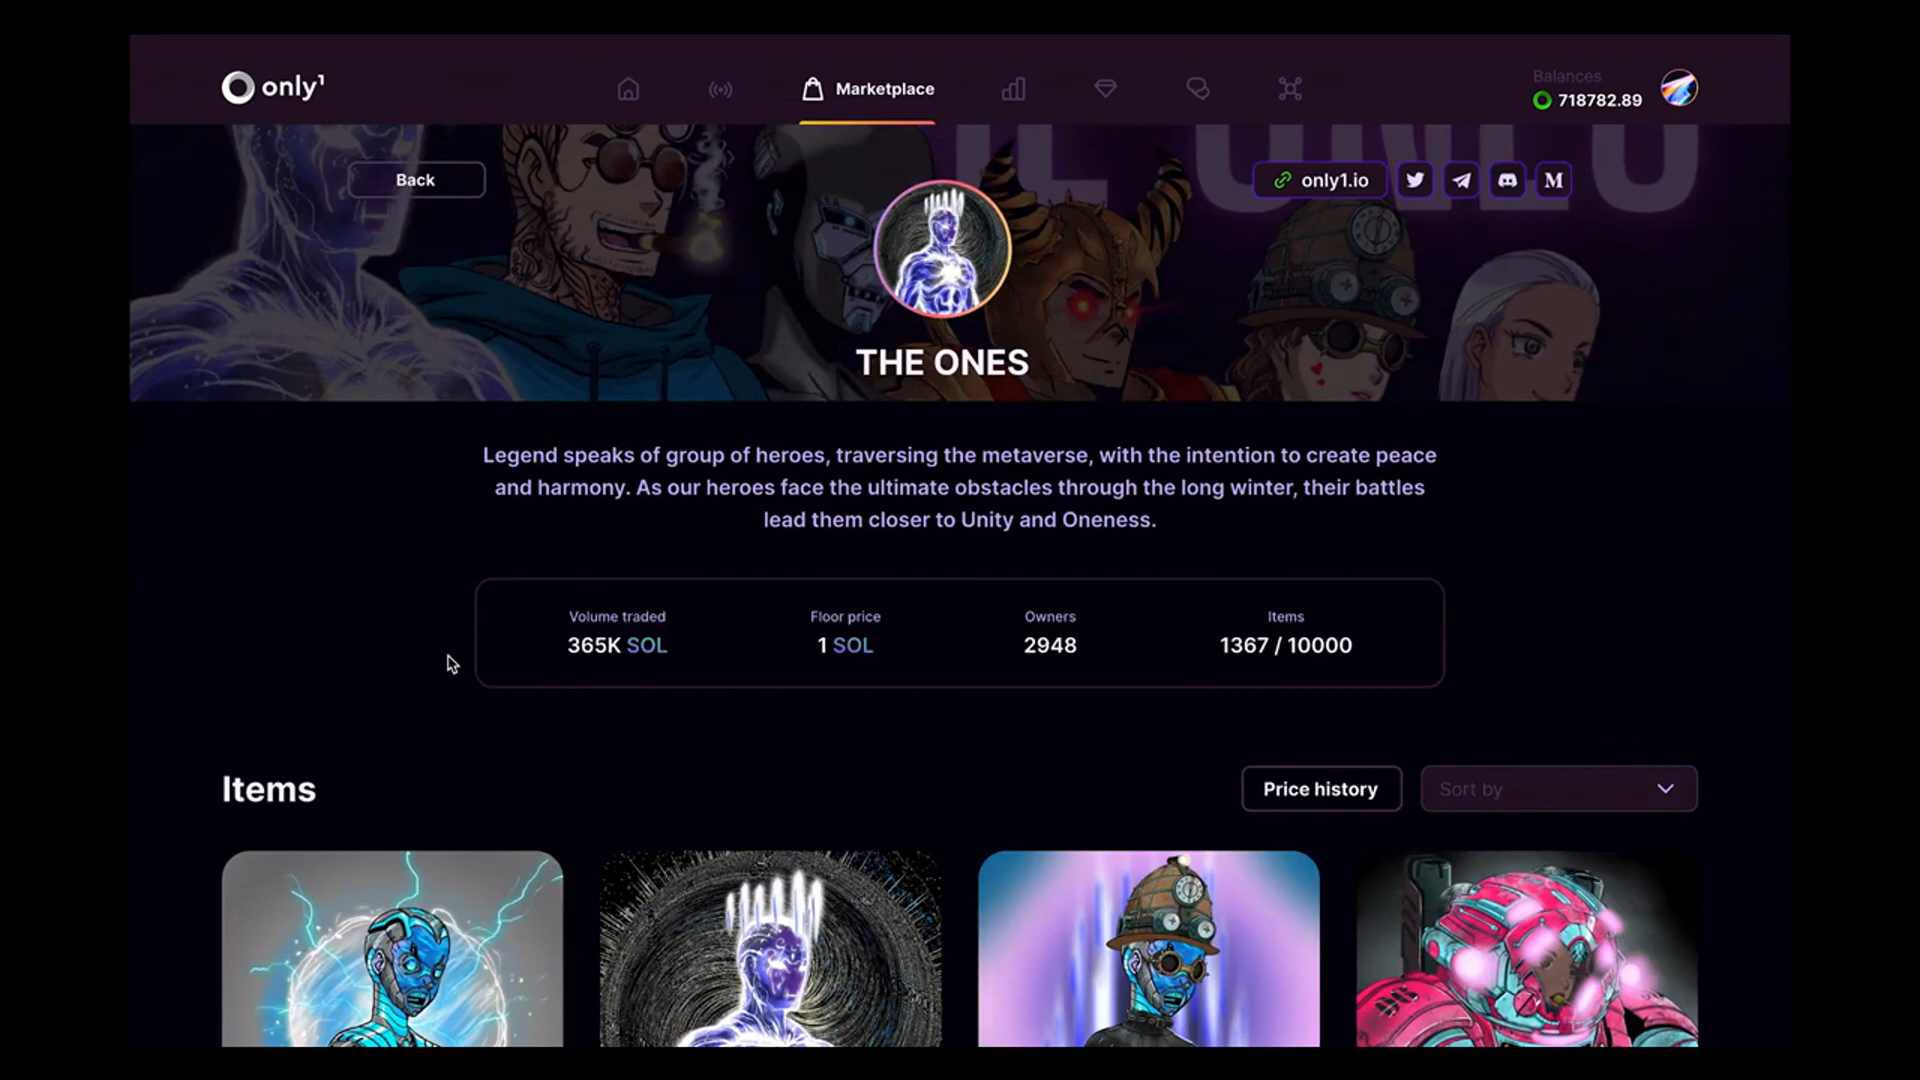 only¹
Marketplace
Balances
718782.89
Back
only1.io
M
THE ONES
Legend speaks of group of heroes, traversing the metaverse, with the intention to create peace
and harmony. As our heroes face the ultimate obstacles through the long winter, their battles
lead them closer to Unity and Oneness.
Volume traded
Floor price
Owners
Items
365K SOL
1 SOL
2948
1367 / 10000
Items
Price history
Sort by